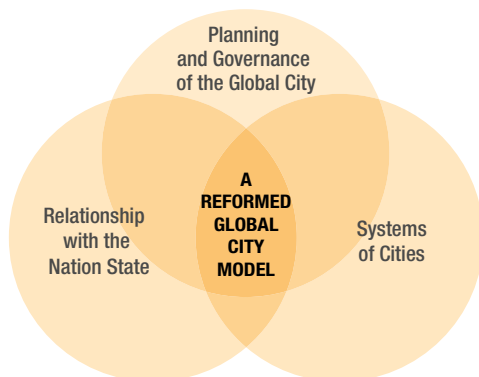 Planning
and Governance
of the Global City
A
REFORMED
GLOBAL
CITY
MODEL
Relationship
with the
Nation State
Systems
of Cities